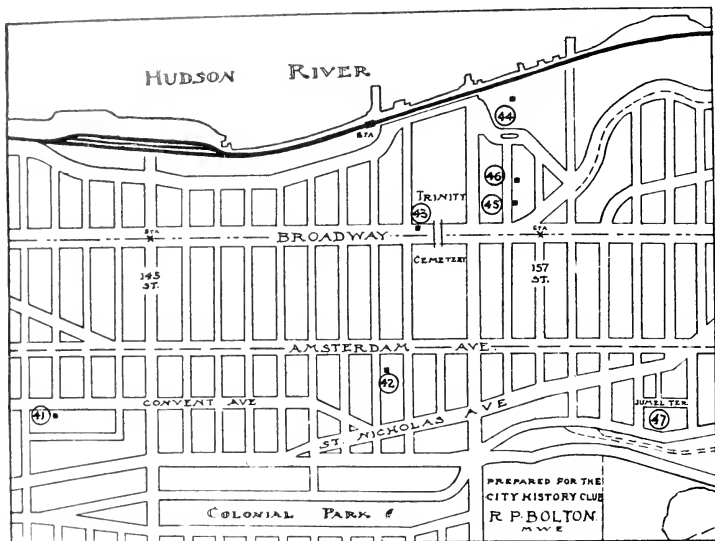 HUDSON RIVER
STA
44
46
45
TRINITY
43
STA
BROADWAY
STA
CEMETERY
145
ST.
157
ST.
AMSTERDAM AVE.
42
CONVENT AVE
41
ST. NICHOLAS AVE
JUMEL TER
47
PREPARED FOR THE
CITY HISTORY CLUB
R P. BOLTON
M W E
COLONIAL PARK